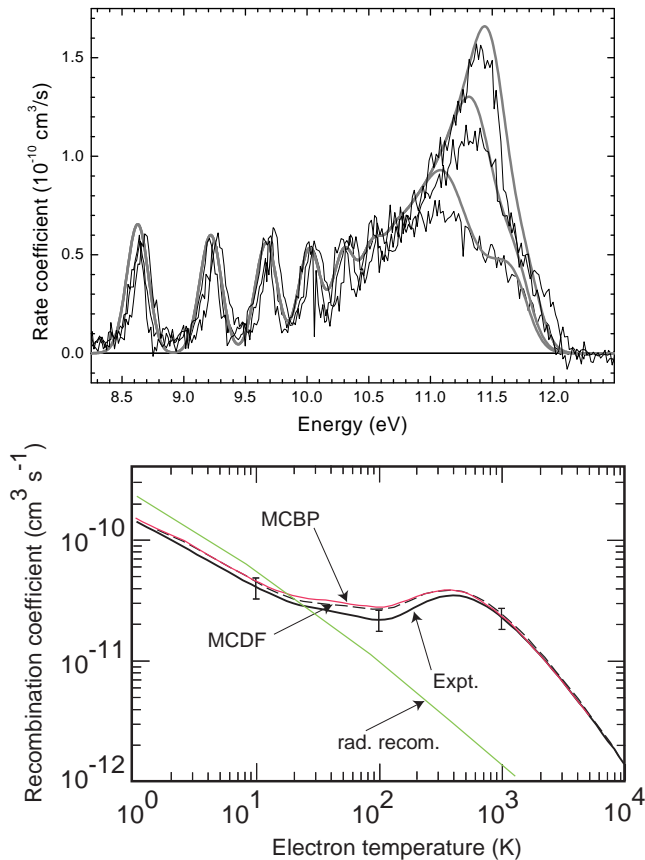 1.5
1.0
0.5
0.0
Rate coefficient (10⁻¹⁰ cm³/s)
8.5 9.0 9.5 10.0 10.5 11.0 11.5 12.0
Energy (eV)
Recombination coefficient (cm³ s⁻¹)
10⁻¹⁰
10⁻¹¹
10⁻¹²
MCBP
MCDF
Expt.
rad. recom.
10⁰ 10¹ 10² 10³ 10⁴
Electron temperature (K)